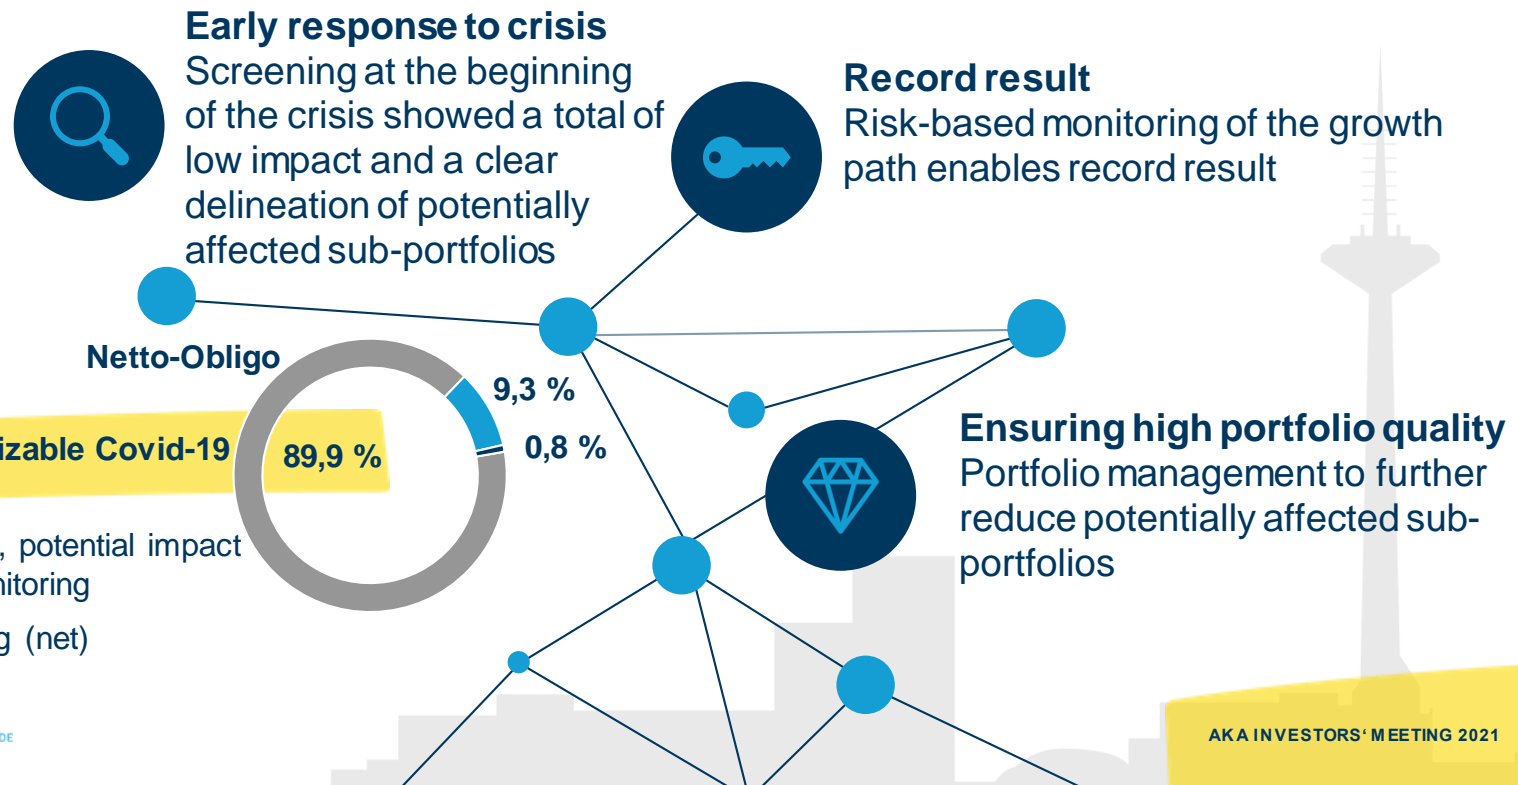 Early response to crisis
Screening at the beginning
of the crisis showed a total of
low impact and a clear
delineation of potentially
affected sub-portfolios
Record result
Risk-based monitoring of the growth
path enables record result
Netto-Obligo
9,3 %
izable Covid-19
89,9 %
0,8 %
, potential impact
nitoring
g (net)
Ensuring high portfolio quality
Portfolio management to further
reduce potentially affected sub-
portfolios
DE
AKA INVESTORS‘ MEETING 2021